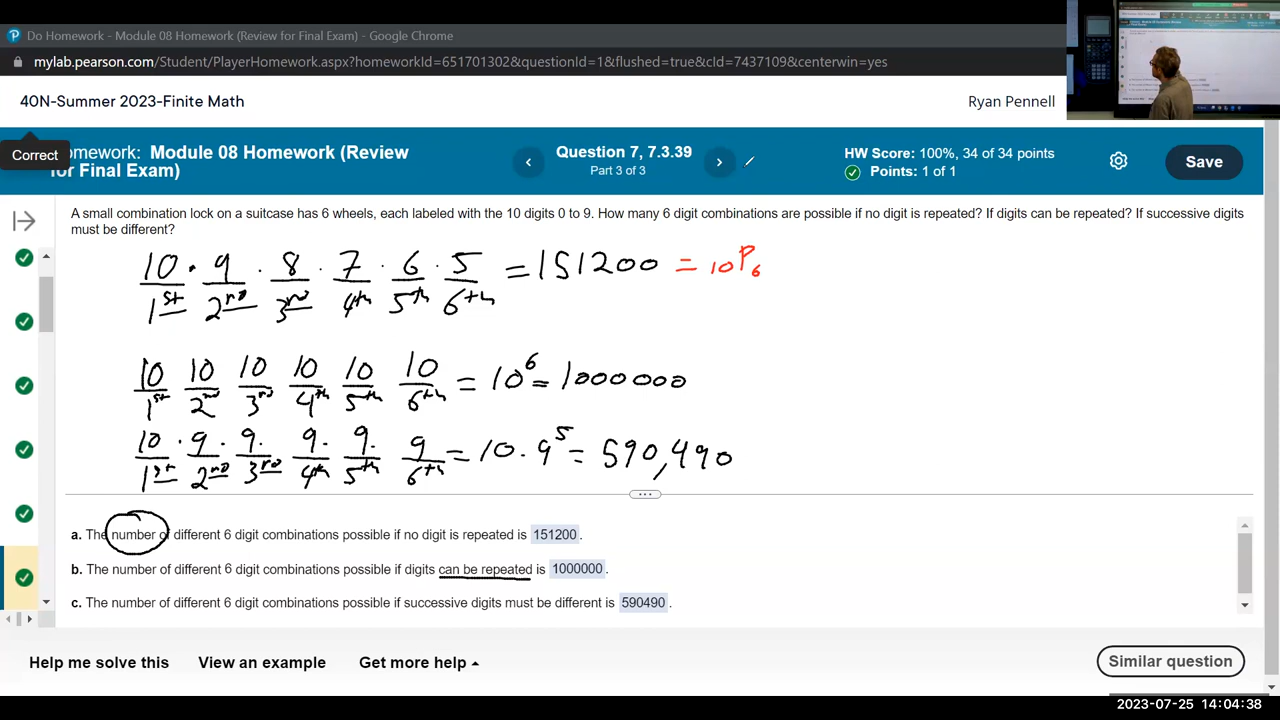 Do Homework - Module 08 Homework (Review for Final Exam) - Google Ch
mylab.pearson.com/Student/PlayerHomework.aspx?homeworkId=651701302&questionId=1&flushed=true&cId=7437109&centerwin=yes
40N-Summer 2023-Finite Math
Ryan Pennell
Correct
omework: Module 08 Homework (Review
for Final Exam)
Question 7, 7.3.39
Part 3 of 3
HW Score: 100%, 34 of 34 points
Points: 1 of 1
Save
A small combination lock on a suitcase has 6 wheels, each labeled with the 10 digits 0 to 9. How many 6 digit combinations are possible if no digit is repeated? If digits can be repeated? If successive digits
must be different?
10 · 9 · 8 · 7 · 6 · 5 = 151200 = 10P6
1st 2nd 3rd 4th 5th 6th
10 10 10 10 10 10 = 10^6 = 1000000
1st 2nd 3rd 4th 5th 6th
10 · 9 · 9 · 9 · 9 · 9 = 10 · 9^5 = 590,490
1st 2nd 3rd 4th 5th 6th
a. The number of different 6 digit combinations possible if no digit is repeated is 151200.
b. The number of different 6 digit combinations possible if digits can be repeated is 1000000.
c. The number of different 6 digit combinations possible if successive digits must be different is 590490.
Help me solve this
View an example
Get more help
Similar question
2023-07-25 14:04:38